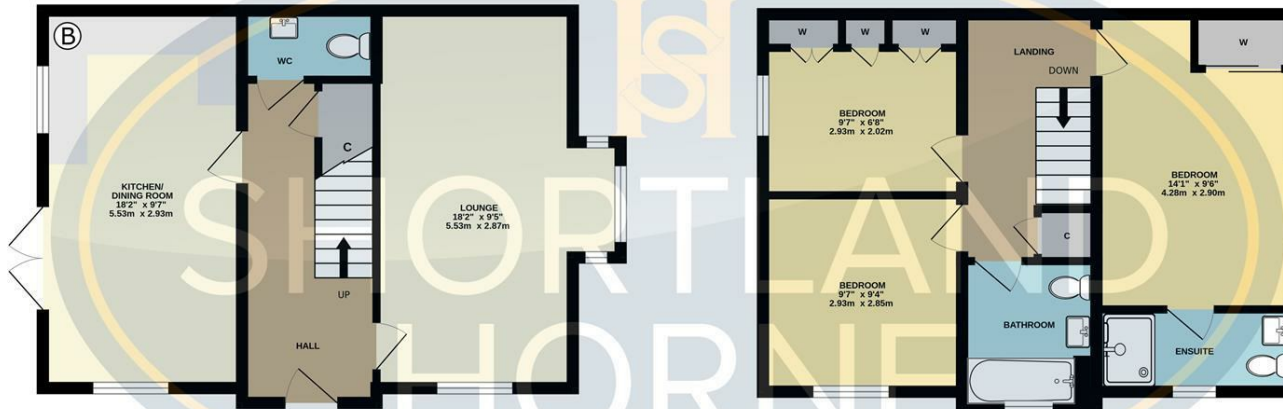 B
WC
C
KITCHEN/
DINING ROOM
18'2" x 9'7"
5.53m x 2.93m
LOUNGE
18'2" x 9'5"
5.53m x 2.87m
UP
HALL
W
W
W
LANDING
DOWN
W
BEDROOM
9'7" x 6'8"
2.93m x 2.02m
BEDROOM
14'1" x 9'6"
4.28m x 2.90m
C
BEDROOM
9'7" x 9'4"
2.93m x 2.85m
BATHROOM
ENSUITE
SH
SHORTLAND
HORNE